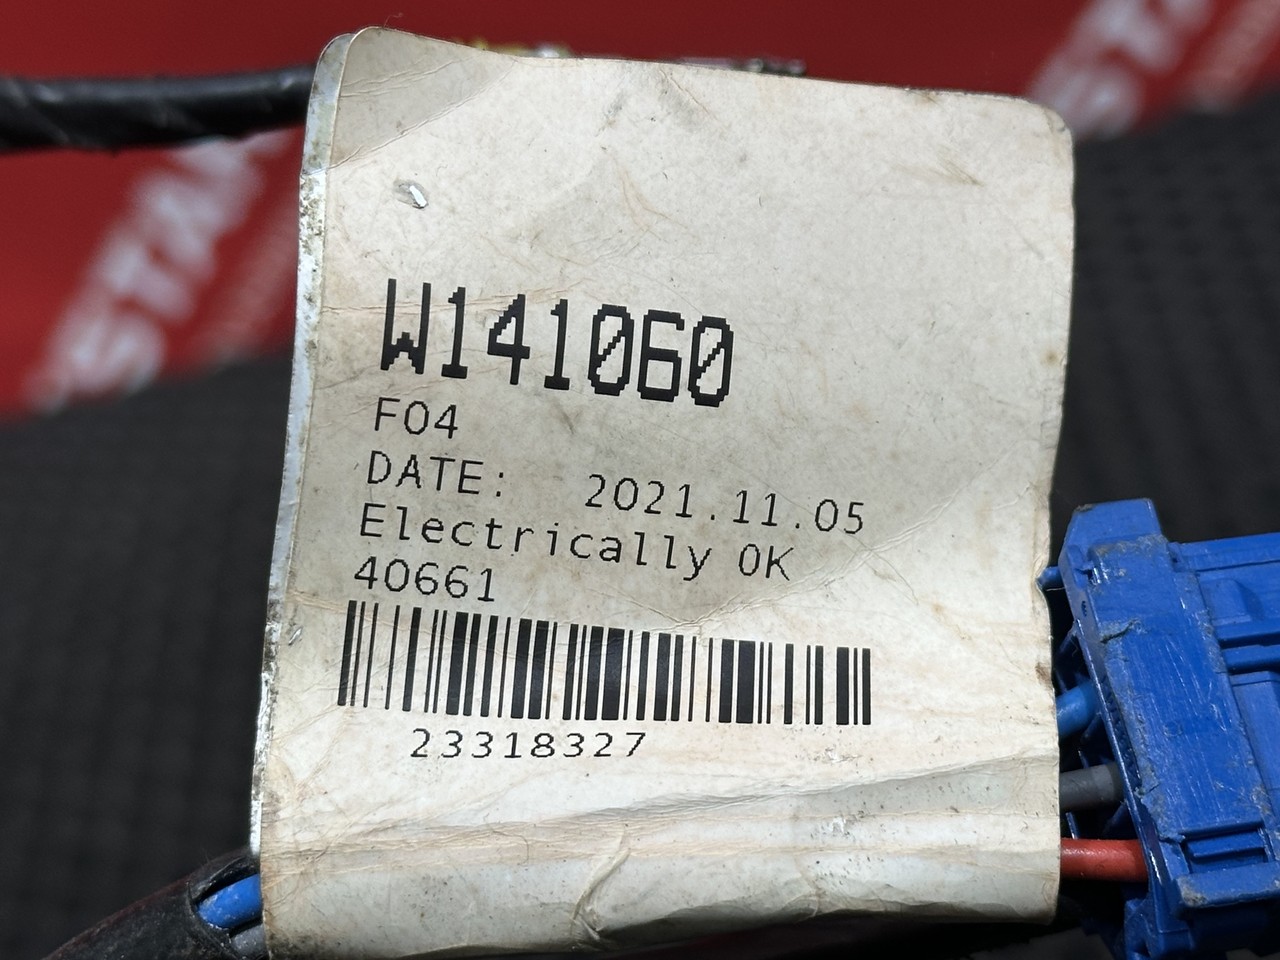 W141060
F04
DATE: 2021.11.05
Electrically OK
40661
23318327